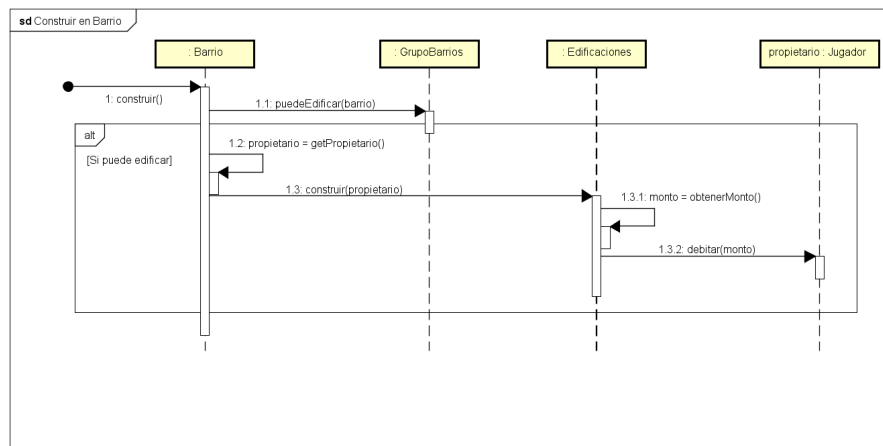 sd Construir en Barrio
: Barrio
: GrupoBarrios
: Edificaciones
propietario : Jugador
1: construir()
1.1: puedeEdificar(barrio)
alt
[Si puede edificar]
1.2: propietario = getPropietario()
1.3: construir(propietario)
1.3.1: monto = obtenerMonto()
1.3.2: debitar(monto)